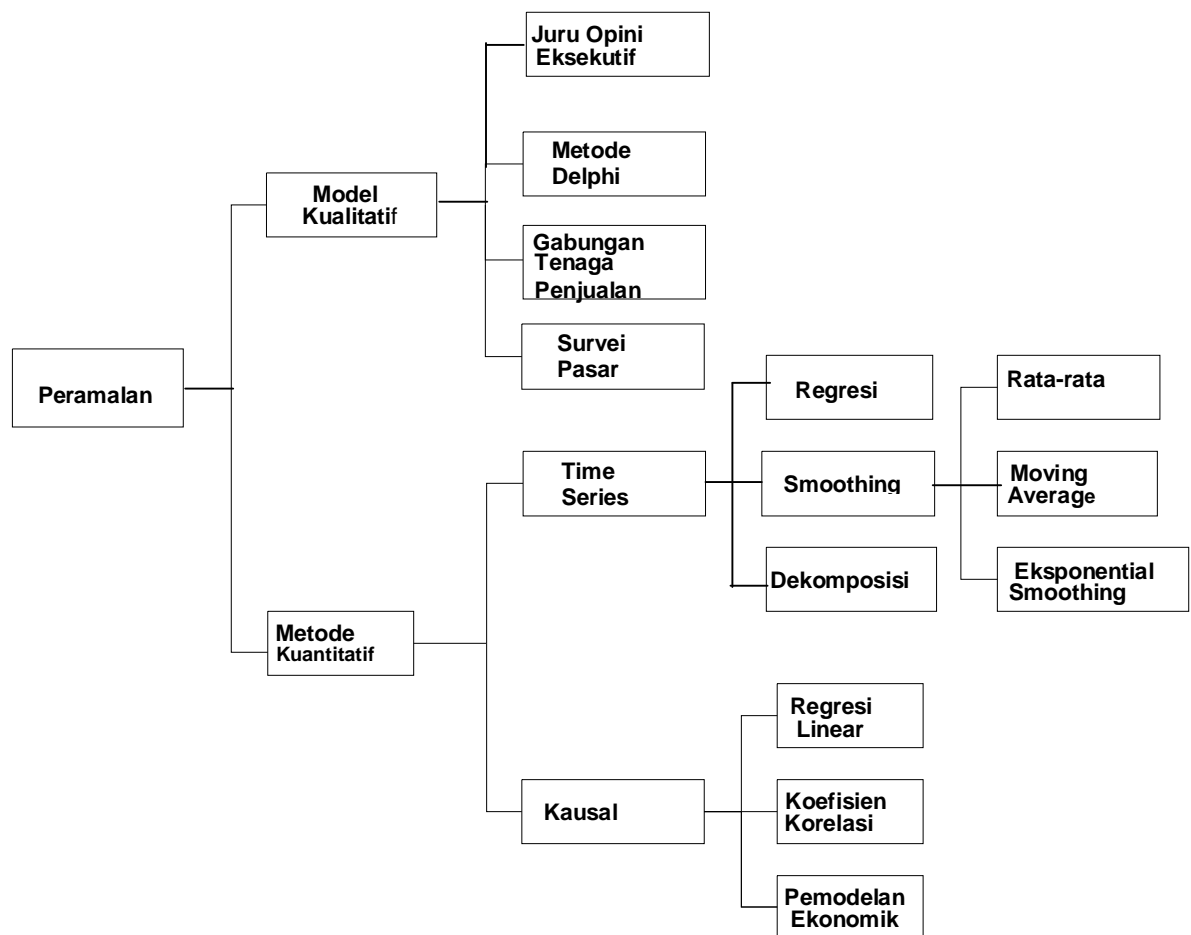 Juru Opini
Eksekutif
Metode
Delphi
Model
Kualitatif
Gabungan
Tenaga
Penjualan
Survei
Pasar
Peramalan
Regresi
Rata-rata
Time
Series
Smoothing
Moving
Average
Dekomposisi
Eksponential
Smoothing
Metode
Kuantitatif
Regresi
Linear
Kausal
Koefisien
Korelasi
Pemodelan
Ekonomik